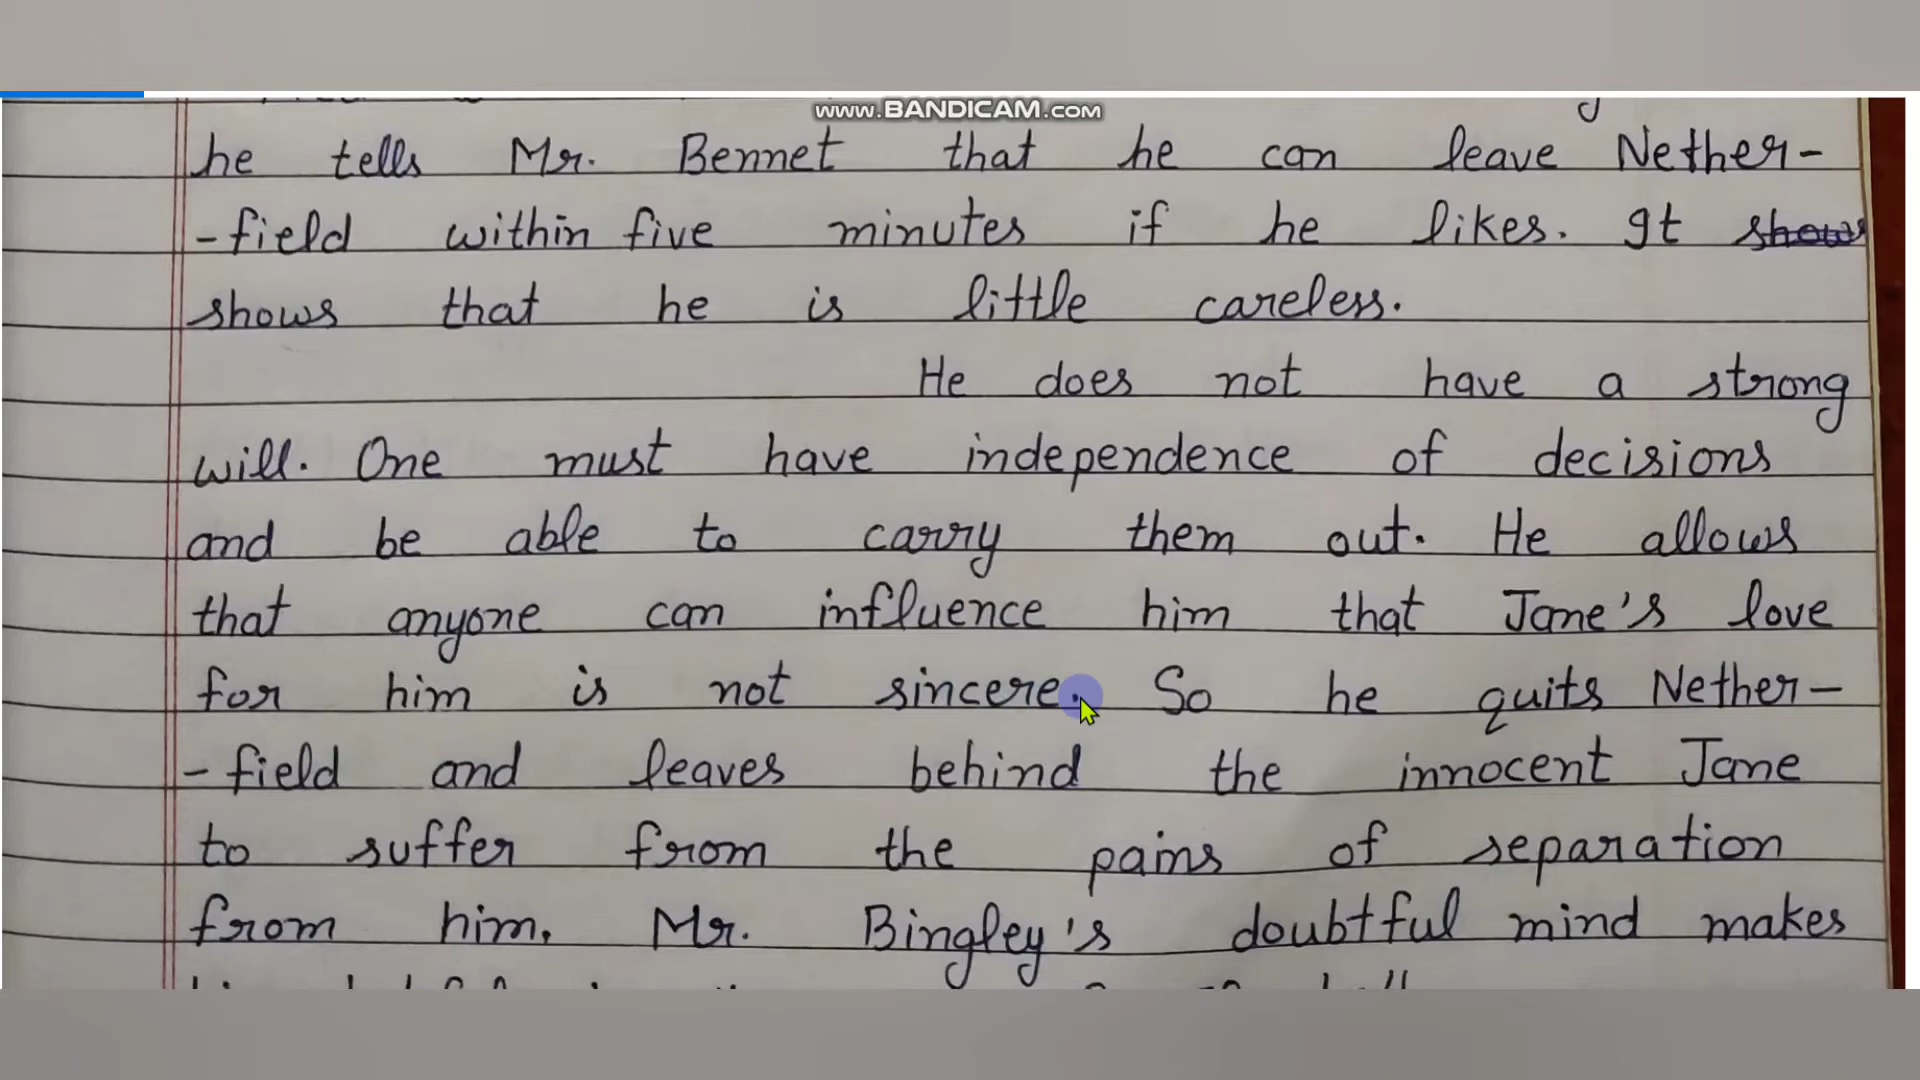 www.BANDICAM.com
he tells Mr. Bennet that he can leave Nether-
-field within five minutes if he likes. It shows
shows that he is little careless.
He does not have a strong
will. One must have independence of decisions
and be able to carry them out. He allows
that anyone can influence him that Jane's love
for him is not sincere. So he quits Nether-
-field and leaves behind the innocent Jane
to suffer from the pains of separation
from him. Mr. Bingley's doubtful mind makes